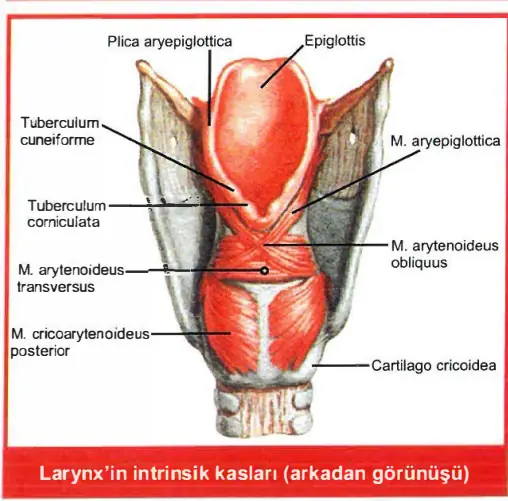 Plica aryepiglottica
Epiglottis
Tuberculum
cuneiforme
M. aryepiglottica
Tuberculum
corniculata
M. arytenoideus
obliquus
M. arytenoideus
transversus
M. cricoarytenoideus
posterior
Cartilago cricoidea
Larynx'in intrinsik kasları (arkadan görünüşü)